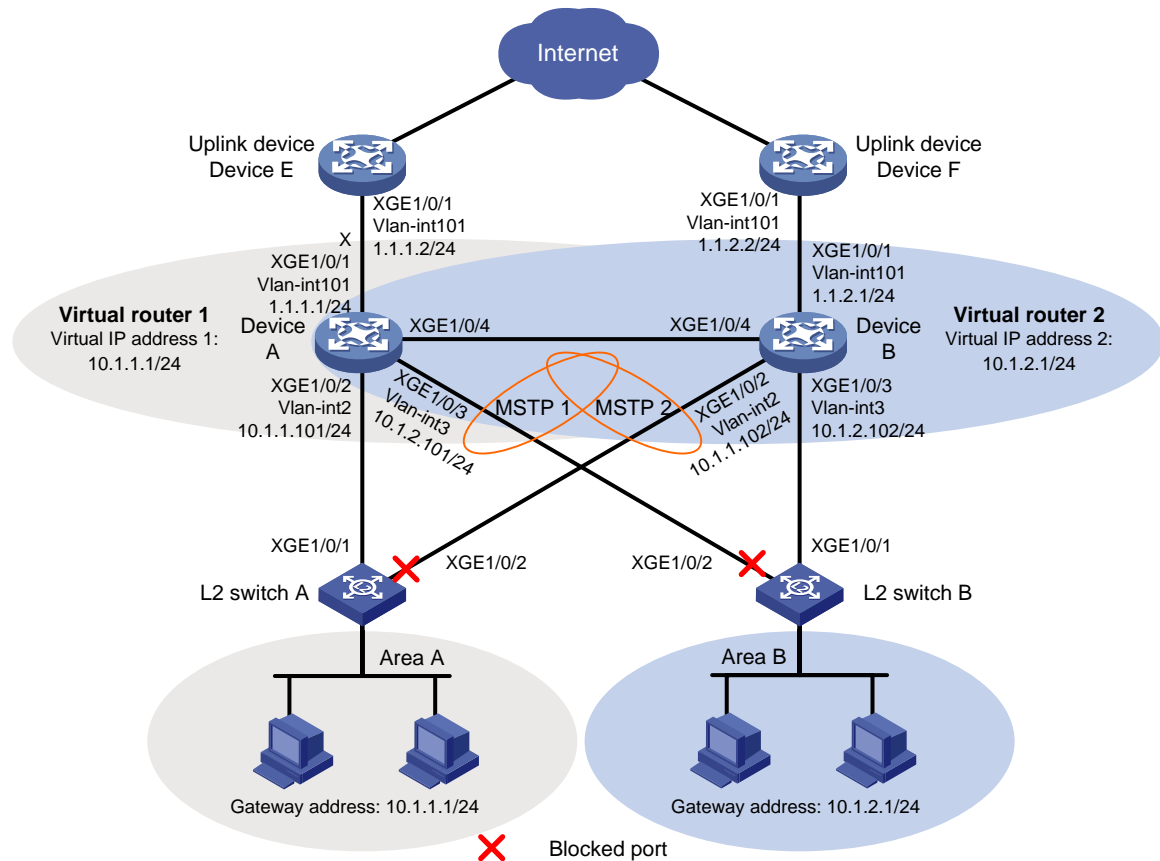 Internet
Uplink device
Device E
Uplink device
Device F
XGE1/0/1
Vlan-int101
1.1.1.2/24
XGE1/0/1
Vlan-int101
1.1.2.2/24
X
XGE1/0/1
Vlan-int101
1.1.1.1/24
XGE1/0/1
Vlan-int101
1.1.2.1/24
Virtual router 1
Virtual IP address 1:
10.1.1.1/24
Device
A
XGE1/0/4
XGE1/0/4
Device
B
Virtual router 2
Virtual IP address 2:
10.1.2.1/24
XGE1/0/2
Vlan-int2
10.1.1.101/24
XGE1/0/3
Vlan-int3
10.1.2.101/24
MSTP 1
MSTP 2
XGE1/0/2
Vlan-int2
10.1.1.102/24
XGE1/0/3
Vlan-int3
10.1.2.102/24
XGE1/0/1
XGE1/0/2
XGE1/0/2
XGE1/0/1
L2 switch A
L2 switch B
Area A
Area B
Gateway address: 10.1.1.1/24
Gateway address: 10.1.2.1/24
Blocked port